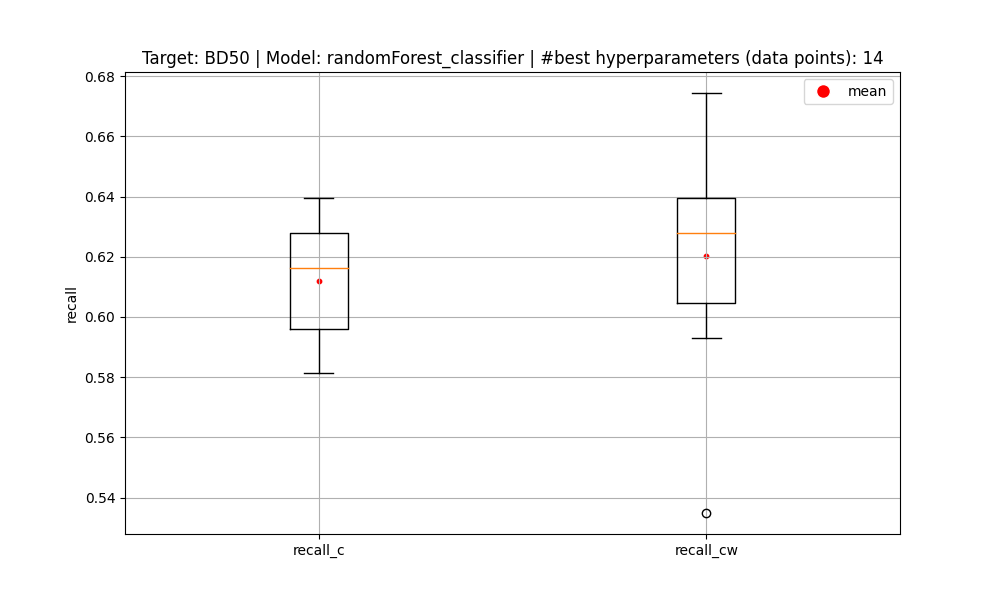 Target: BD50 | Model: randomForest_classifier | #best hyperparameters (data points): 14
mean
0.68
0.66
0.64
0.62
0.60
0.58
0.56
0.54
recall
recall_c
recall_cw